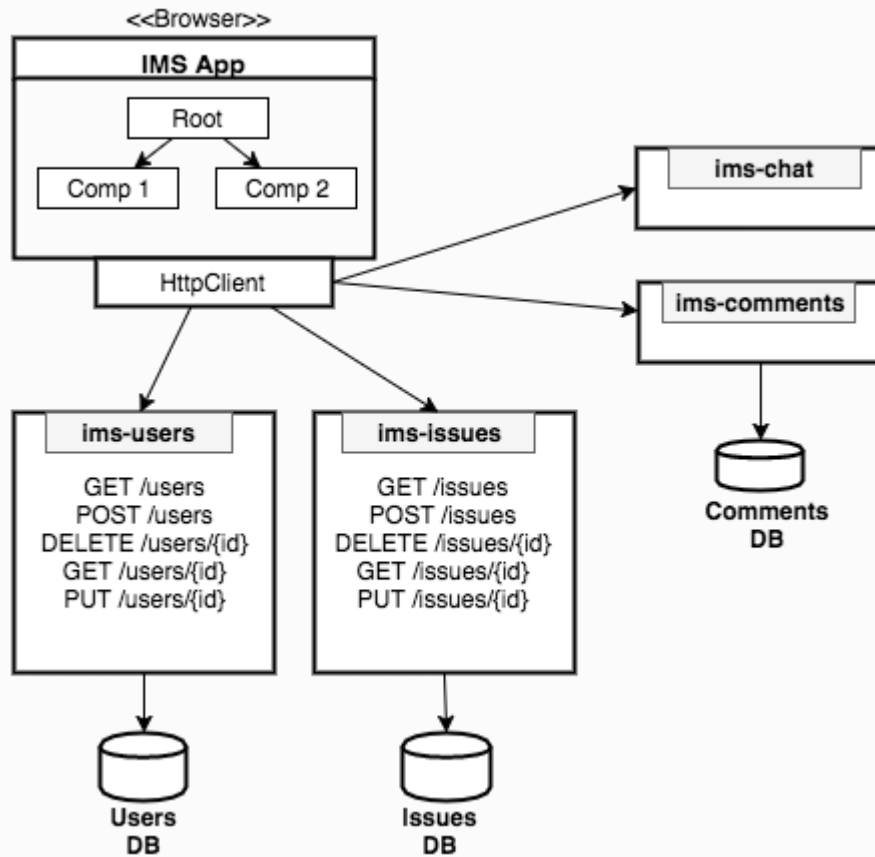 <<Browser>>
IMS App
Root
Comp 1
Comp 2
HttpClient
ims-chat
ims-comments
Comments
DB
ims-users
GET /users
POST /users
DELETE /users/{id}
GET /users/{id}
PUT /users/{id}
ims-issues
GET /issues
POST /issues
DELETE /issues/{id}
GET /issues/{id}
PUT /issues/{id}
Users
DB
Issues
DB